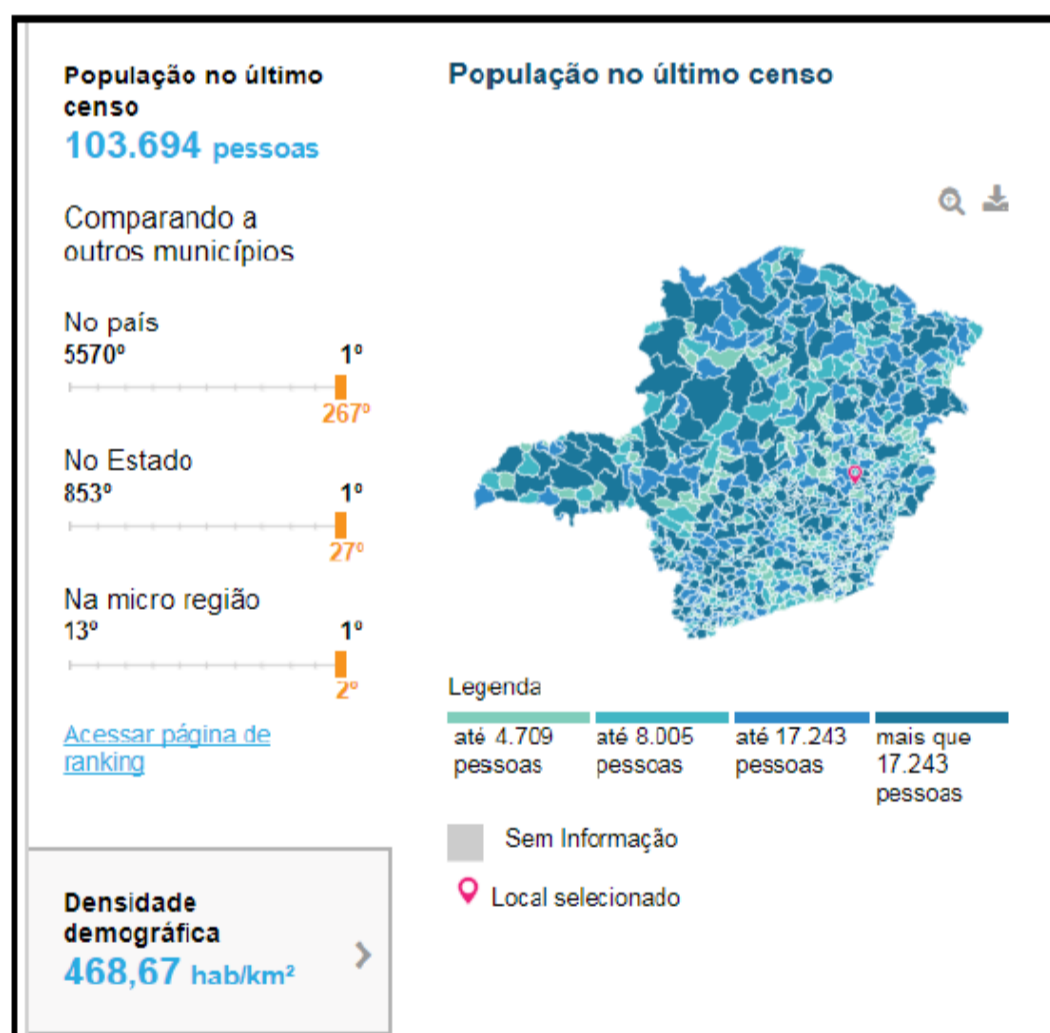 População no último
censo
103.694 pessoas
Comparando a
outros municípios
No país
5570º 1º
267º
No Estado
853º 1º
27º
Na micro região
13º 1º
2º
Acessar página de
ranking
Densidade
demográfica
468,67 hab/km²
População no último censo
Legenda
até 4.709
pessoas
até 8.005
pessoas
até 17.243
pessoas
mais que
17.243
pessoas
Sem Informação
Local selecionado